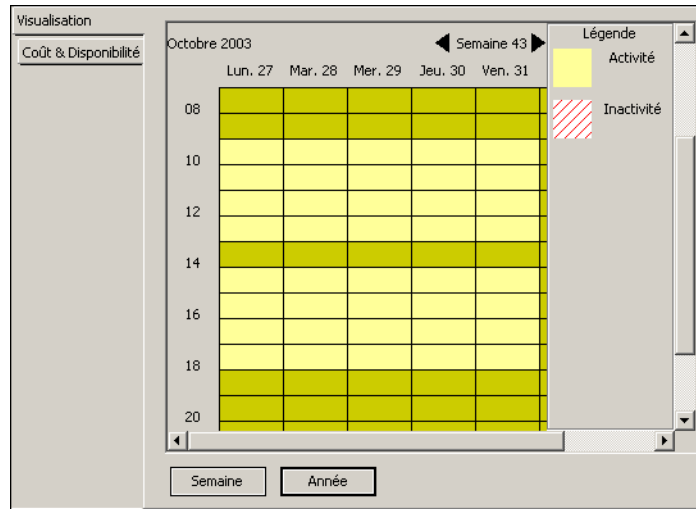 Visualisation
Coût & Disponibilité
Octobre 2003
Semaine 43
Lun. 27 Mar. 28 Mer. 29 Jeu. 30 Ven. 31
08
10
12
14
16
18
20
Légende
Activité
Inactivité
Semaine
Année